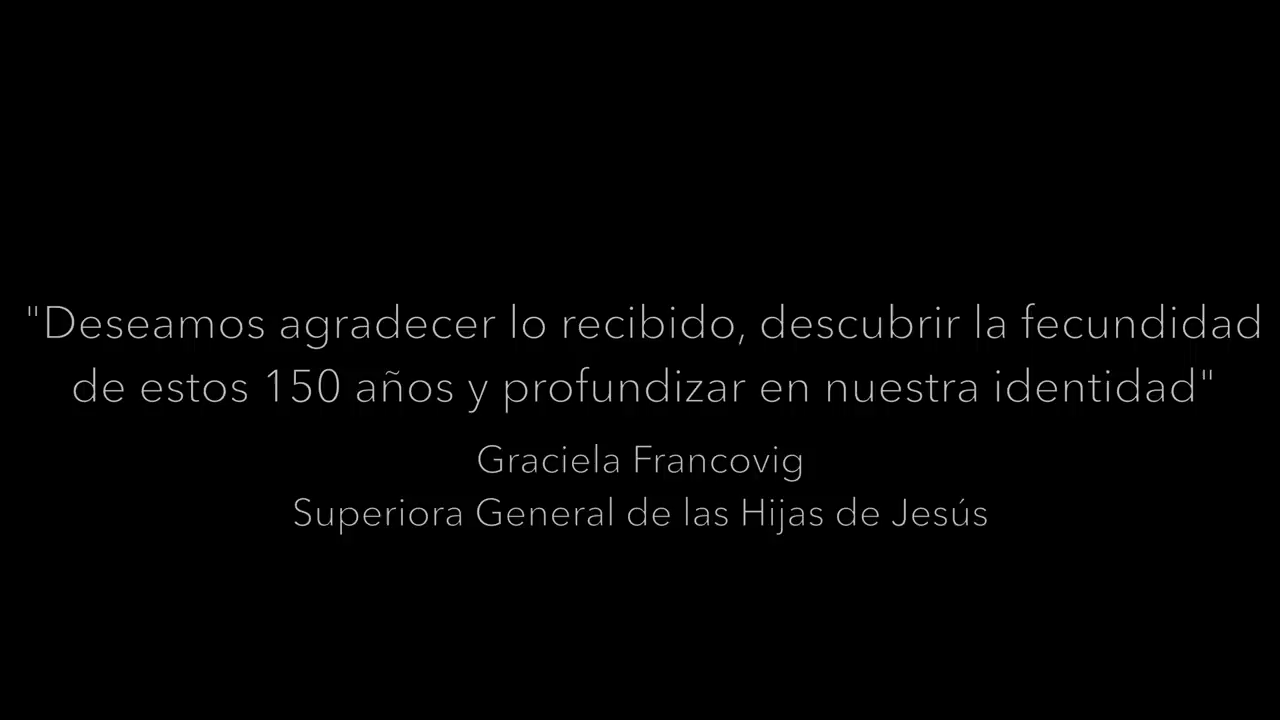 "Deseamos agradecer lo recibido, descubrir la fecundidad
de estos 150 años y profundizar en nuestra identidad"
Graciela Francovig
Superiora General de las Hijas de Jesús